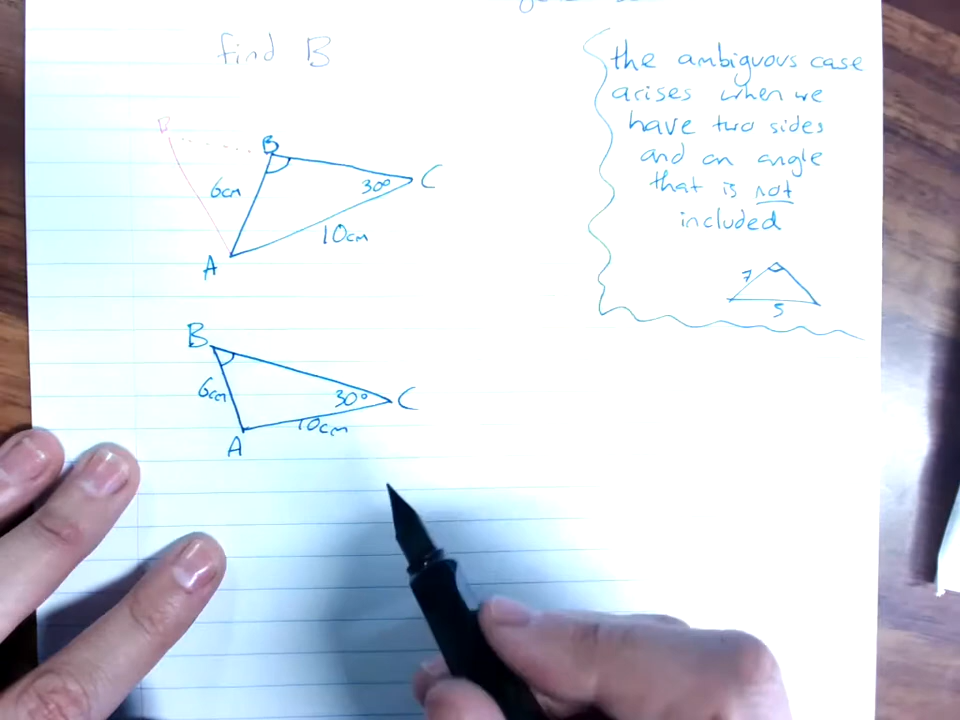 find B
the ambiguous case
arises when we
have two sides
and an angle
that is not
included
7
5
B
B
6cm
30°
C
10cm
A
B
6cm
30°
C
10cm
A